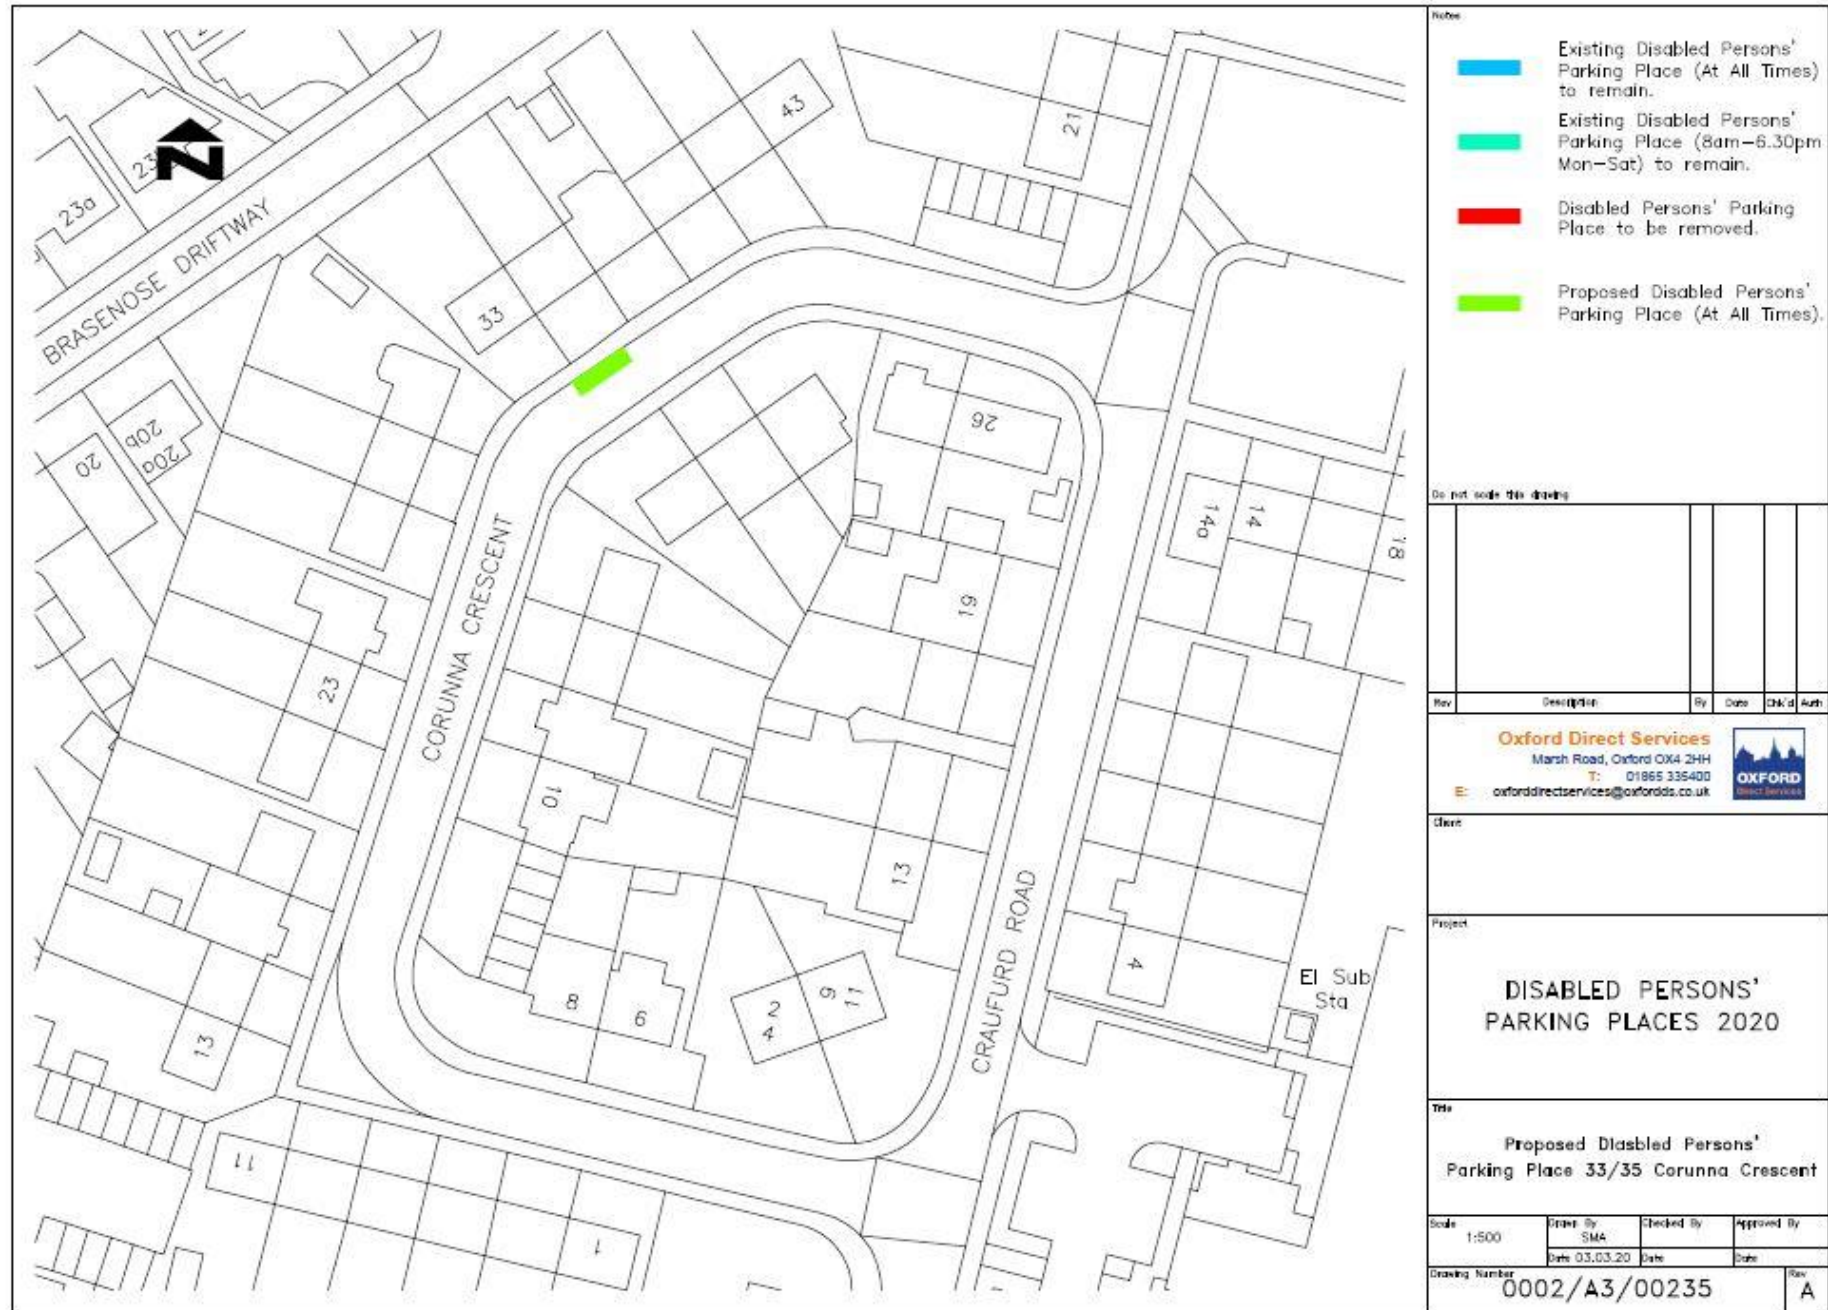 BRASENOSE DRIFTWAY
CORUNNA CRESCENT
CRAUFURD ROAD
N
23a
43
21
33
20
20b
20a
26
14a
14
18
19
23
10
13
13
8
6
2
4
9
11
4
El Sub
Sta
11
1
Notes
Existing Disabled Persons'
Parking Place (At All Times)
to remain.
Existing Disabled Persons'
Parking Place (8am-6.30pm
Mon-Sat) to remain.
Disabled Persons' Parking
Place to be removed.
Proposed Disabled Persons'
Parking Place (At All Times).
Do not scale this drawing
Rev Description By Date Chk'd Auth
Oxford Direct Services
Marsh Road, Oxford OX4 2HH
T: 01865 335400
E: oxforddirectservices@oxfordds.co.uk
OXFORD
Direct Services
Client
Project
DISABLED PERSONS'
PARKING PLACES 2020
Title
Proposed Diasbled Persons'
Parking Place 33/35 Corunna Crescent
Scale
1:500
Drawn By
SMA
Checked By
Approved By
Date 03.03.20
Date
Date
Drawing Number
0002/A3/00235
Rev
A